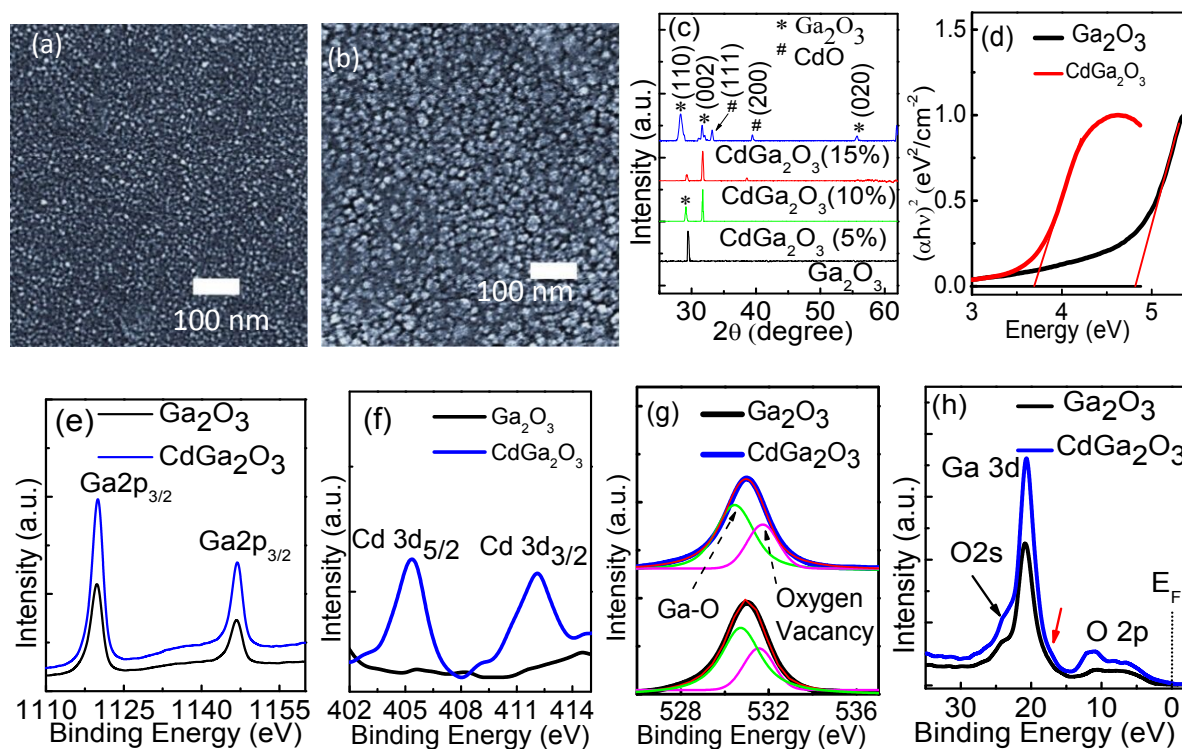 (a)
100 nm
(b)
100 nm
(c)
* Ga₂O₃
# CdO
* (110)
* (002)
# (111)
# (200)
* (020)
CdGa₂O₃(15%)
*
CdGa₂O₃(10%)
CdGa₂O₃ (5%)
Ga₂O₃
Intensity (a.u.)
25 30 40 50 60
2θ (degree)
(d)
Ga₂O₃
CdGa₂O₃
(αhν)² (eV²/cm⁻²)
1.5
1.0
0.5
0.0
3 4 5
Energy (eV)
(e)
Ga₂O₃
CdGa₂O₃
Ga2p₃/₂
Ga2p₃/₂
Intensity (a.u.)
1110 1125 1140 1155
Binding Energy (eV)
(f)
Ga₂O₃
CdGa₂O₃
Cd 3d₅/₂ Cd 3d₃/₂
Intensity (a.u.)
402 405 408 411 414
Binding Energy (eV)
(g)
Ga₂O₃
CdGa₂O₃
Ga-O
Oxygen
Vacancy
Intensity (a.u.)
528 532 537
Binding Energy (eV)
(h)
Ga₂O₃
CdGa₂O₃
Ga 3d
O2s
O 2p
E_F
Intensity (a.u.)
30 20 10 0
Binding Energy (eV)